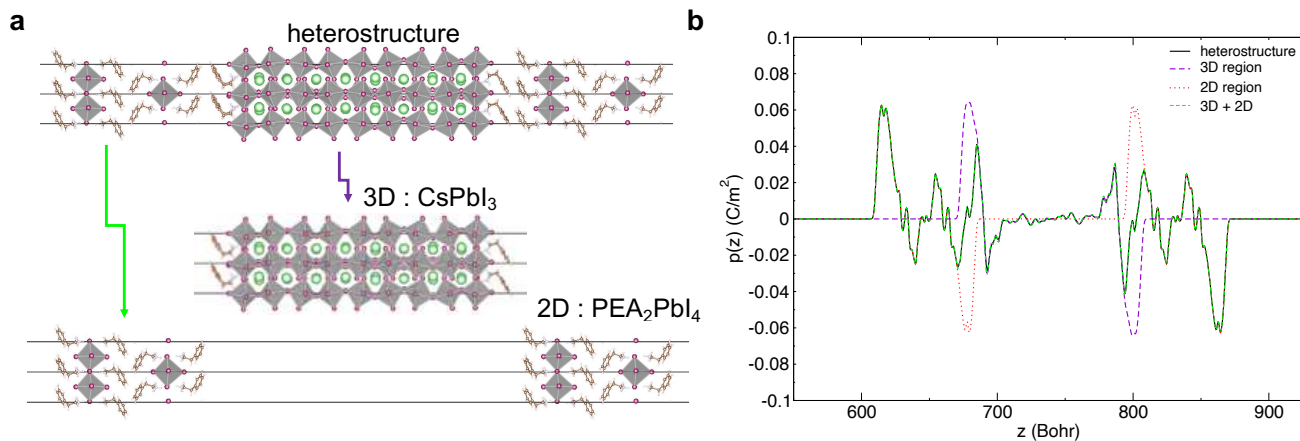 a
heterostructure
3D : CsPbI₃
2D : PEA₂PbI₄
b
0.1
0.08
0.06
0.04
0.02
0
-0.02
-0.04
-0.06
-0.08
-0.1
p(z) (C/m²)
heterostructure
3D region
2D region
3D + 2D
600
700
800
900
z (Bohr)